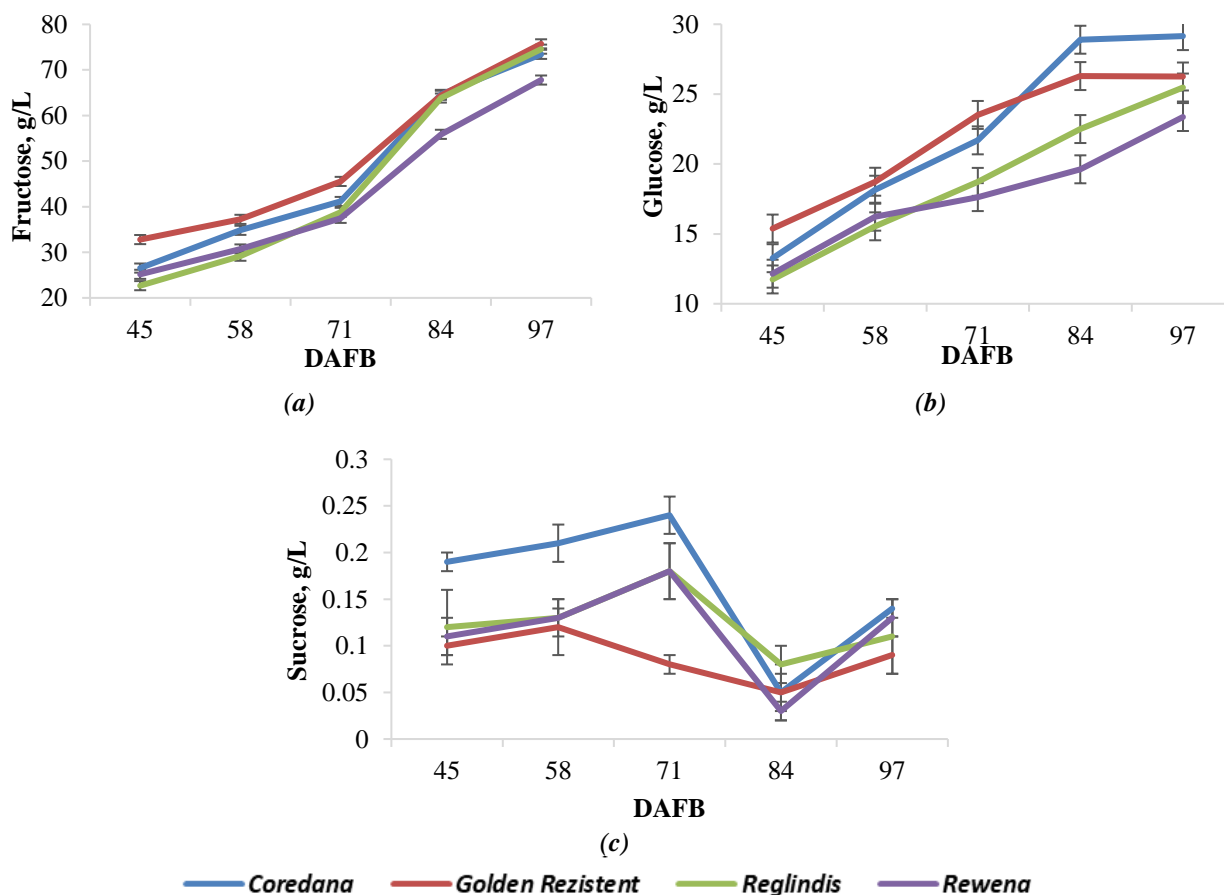 80
70
60
50
40
30
20
Fructose, g/L
45 58 71 84 97
DAFB
(a)
30
25
20
15
10
Glucose, g/L
45 58 71 84 97
DAFB
(b)
0.3
0.25
0.2
0.15
0.1
0.05
0
Sucrose, g/L
45 58 71 84 97
DAFB
(c)
Coredana Golden Rezistent Reglindis Rewena